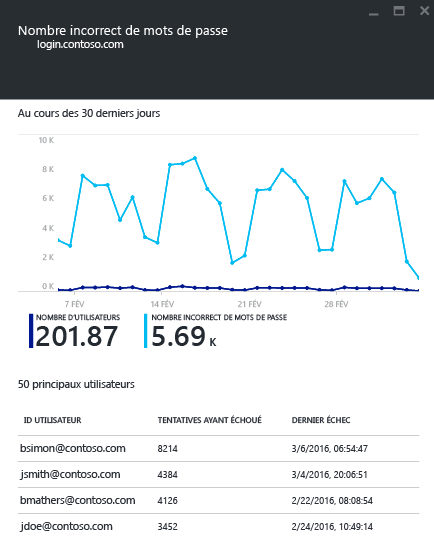 Nombre incorrect de mots de passe
login.contoso.com
Au cours des 30 derniers jours
10 K
8 K
6 K
4 K
2 K
0 K
7 FÉV 14 FÉV 21 FÉV 28 FÉV
NOMBRE D'UTILISATEURS NOMBRE INCORRECT DE MOTS DE PASSE
201.87 5.69 K
50 principaux utilisateurs
ID UTILISATEUR TENTATIVES AYANT ÉCHOUÉ DERNIER ÉCHEC
bsimon@contoso.com 8214 3/6/2016, 06:54:47
jsmith@contoso.com 4384 3/4/2016, 20:06:51
bmathers@contoso.com 4126 2/22/2016, 08:08:54
jdoe@contoso.com 3452 2/24/2016, 10:49:14